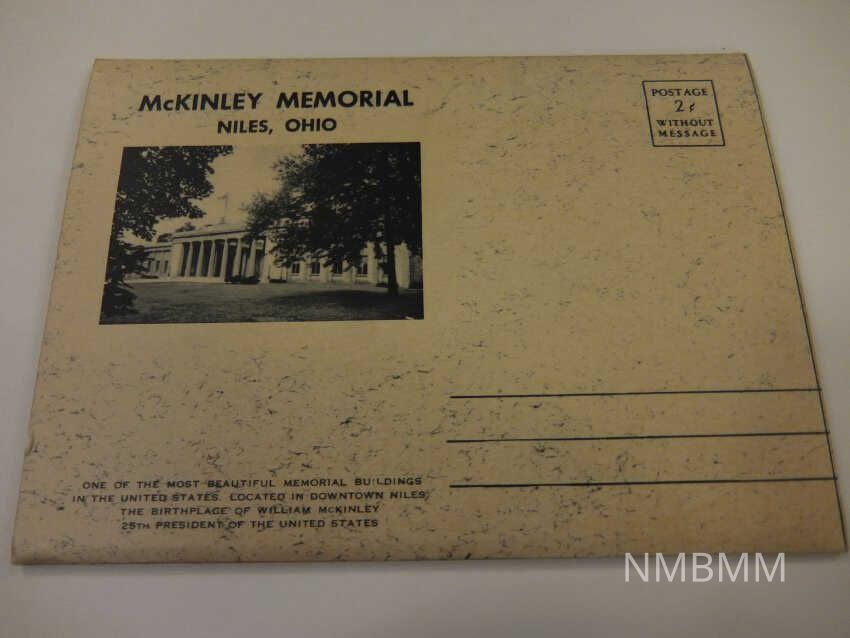 McKINLEY MEMORIAL
NILES, OHIO
POSTAGE
2¢
WITHOUT
MESSAGE
ONE OF THE MOST BEAUTIFUL MEMORIAL BUILDINGS
IN THE UNITED STATES. LOCATED IN DOWNTOWN NILES,
THE BIRTHPLACE OF WILLIAM McKINLEY
25TH PRESIDENT OF THE UNITED STATES
NMBMM